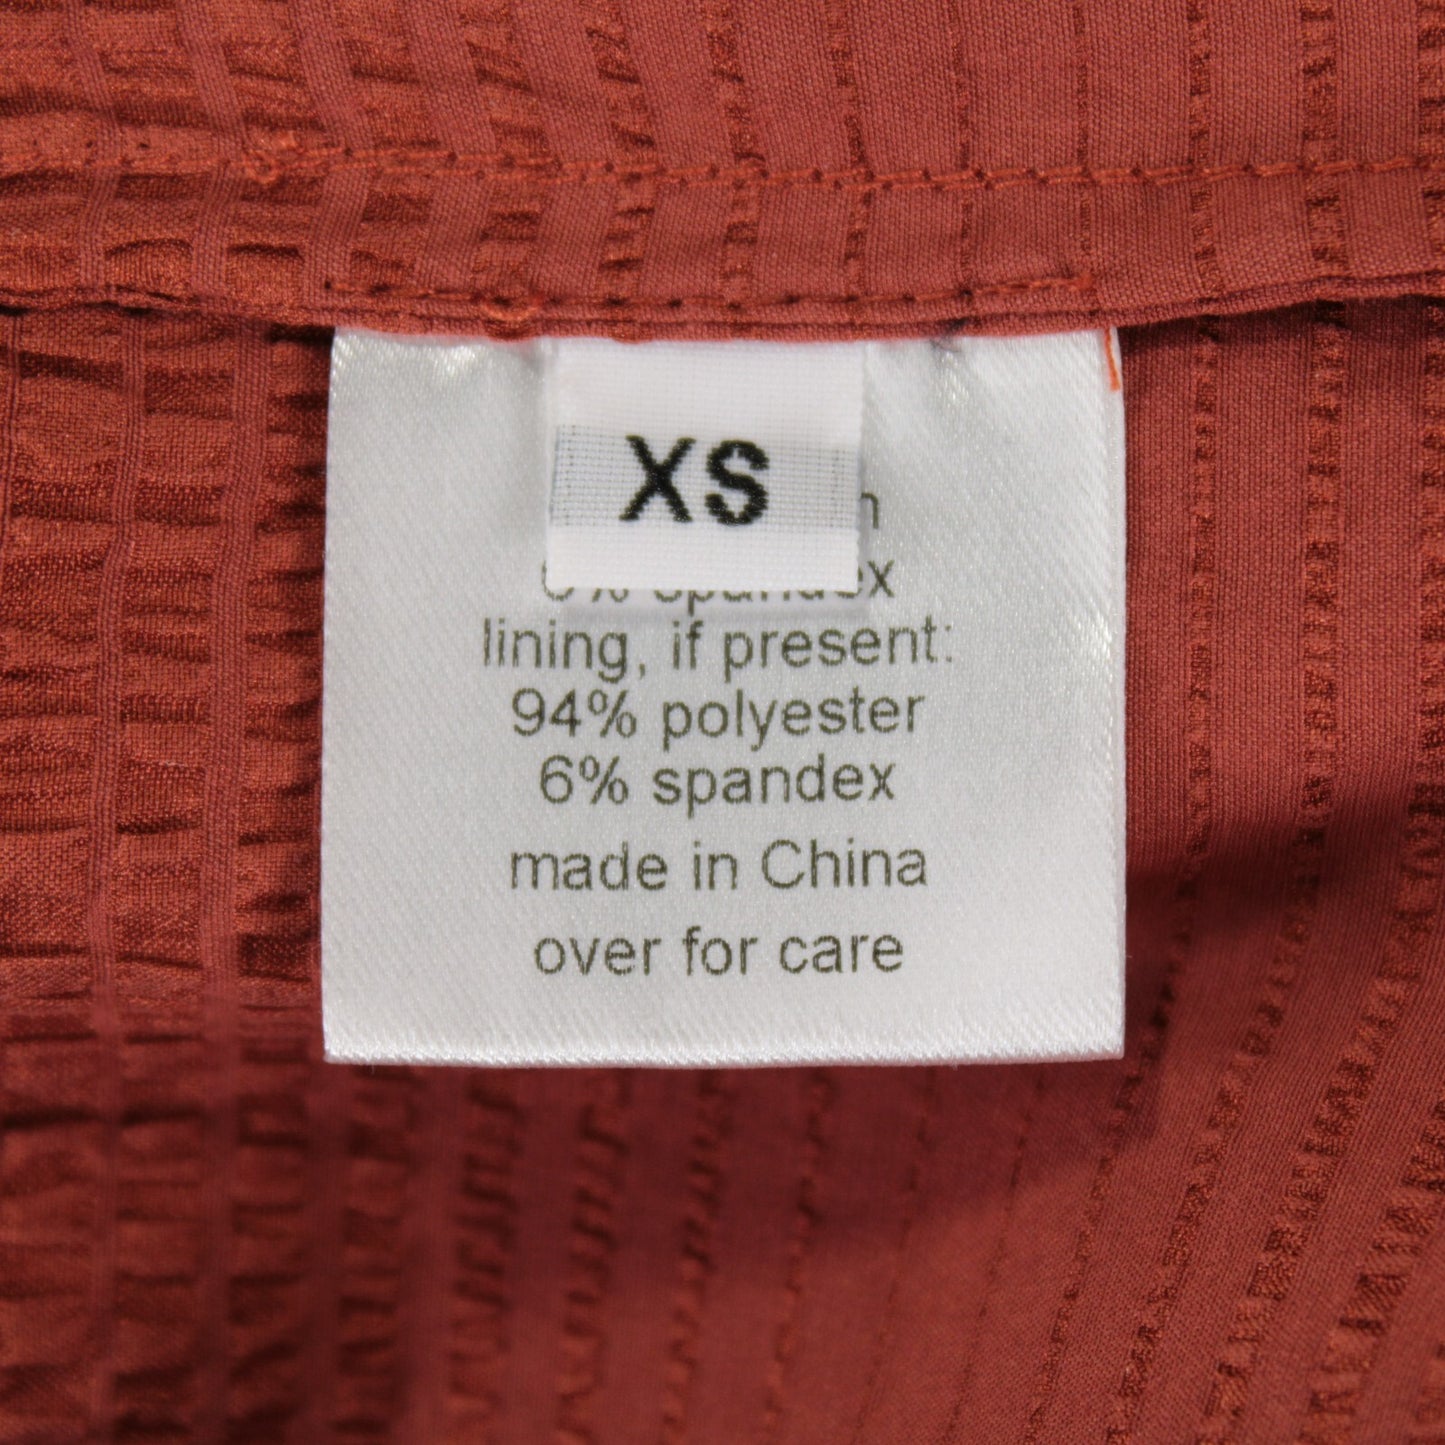 XS
lining, if present:
94% polyester
6% spandex
made in China
over for care